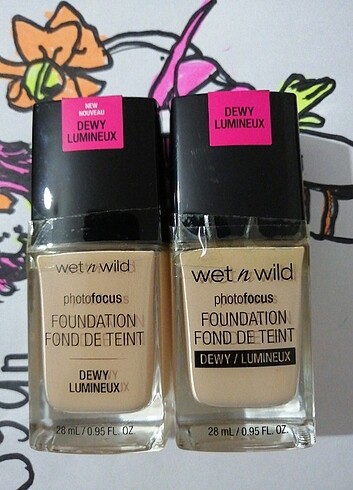 NEW
NOUVEAU
DEWY
LUMINEUX
wet n wild
photofocus
FOUNDATION
FOND DE TEINT
DEWY/
LUMINEUX
28 mL / 0.95 FL. OZ.
DEWY
LUMINEUX
wet n wild
photofocus
FOUNDATION
FOND DE TEINT
DEWY / LUMINEUX
28 mL / 0.95 FL. OZ.